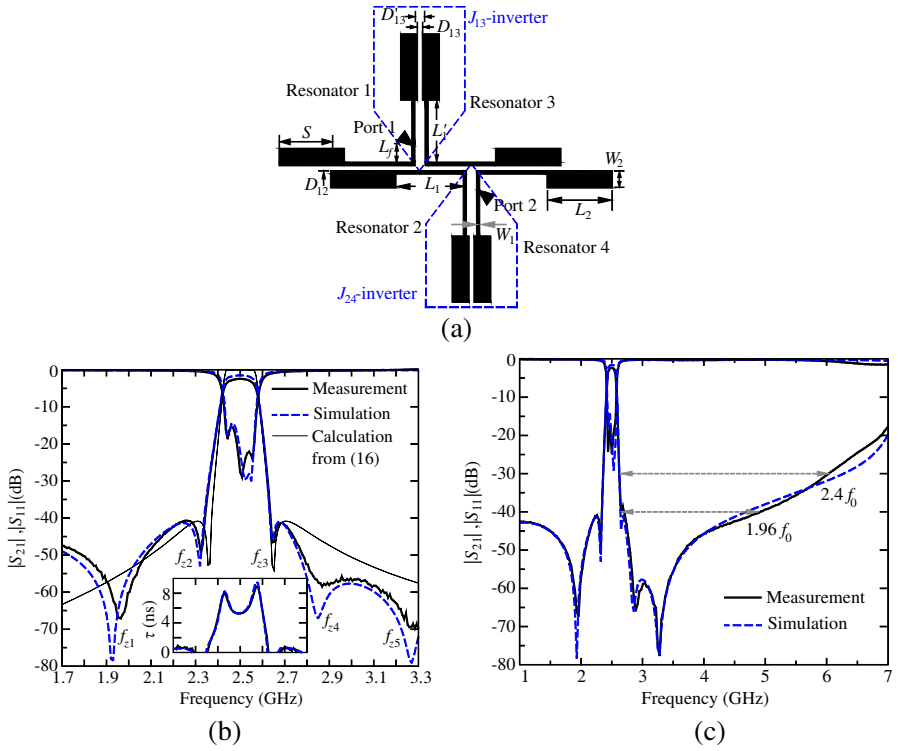 D′13
J13-inverter
D13
Resonator 1
Resonator 3
Port 1
L′1
S
Lf
W2
D12
L1
Port 2
L2
Resonator 2
W1
Resonator 4
J24-inverter
(a)
0
-10
-20
-30
-40
-50
-60
-70
-80
|S21| ,|S11|(dB)
Measurement
Simulation
Calculation
from (16)
fz2
fz3
fz1
fz4
fz5
8
4
0
τ (ns)
1.7 1.9 2.1 2.3 2.5 2.7 2.9 3.1 3.3
Frequency (GHz)
(b)
0
-10
-20
-30
-40
-50
-60
-70
-80
|S21| ,|S11|(dB)
2.4 f0
1.96 f0
Measurement
Simulation
1 2 3 4 5 6 7
Frequency (GHz)
(c)